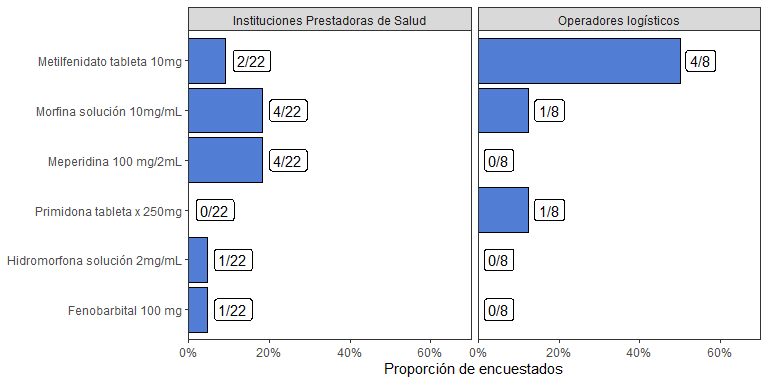 Instituciones Prestadoras de Salud
Operadores logísticos
Metilfenidato tableta 10mg
2/22
4/8
Morfina solución 10mg/mL
4/22
1/8
Meperidina 100 mg/2mL
4/22
0/8
Primidona tableta x 250mg
0/22
1/8
Hidromorfona solución 2mg/mL
1/22
0/8
Fenobarbital 100 mg
1/22
0/8
0% 20% 40% 60% 0% 20% 40% 60%
Proporción de encuestados